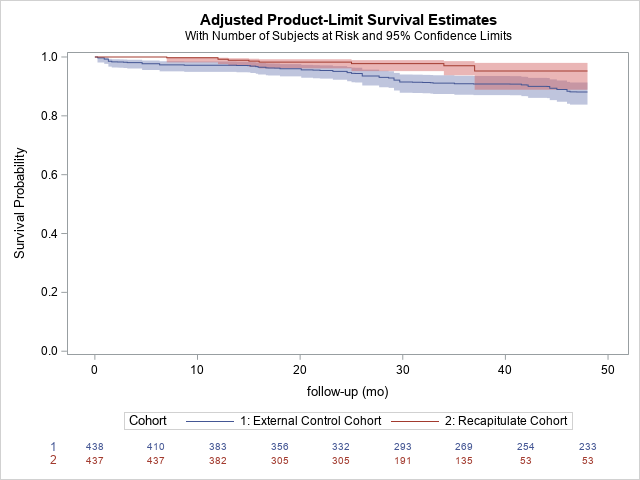 Adjusted Product-Limit Survival Estimates
With Number of Subjects at Risk and 95% Confidence Limits
1.0
0.8
0.6
0.4
0.2
0.0
Survival Probability
0 10 20 30 40 50
follow-up (mo)
Cohort 1: External Control Cohort 2: Recapitulate Cohort
1 438 410 383 356 332 293 269 254 233
2 437 437 382 305 305 191 135 53 53